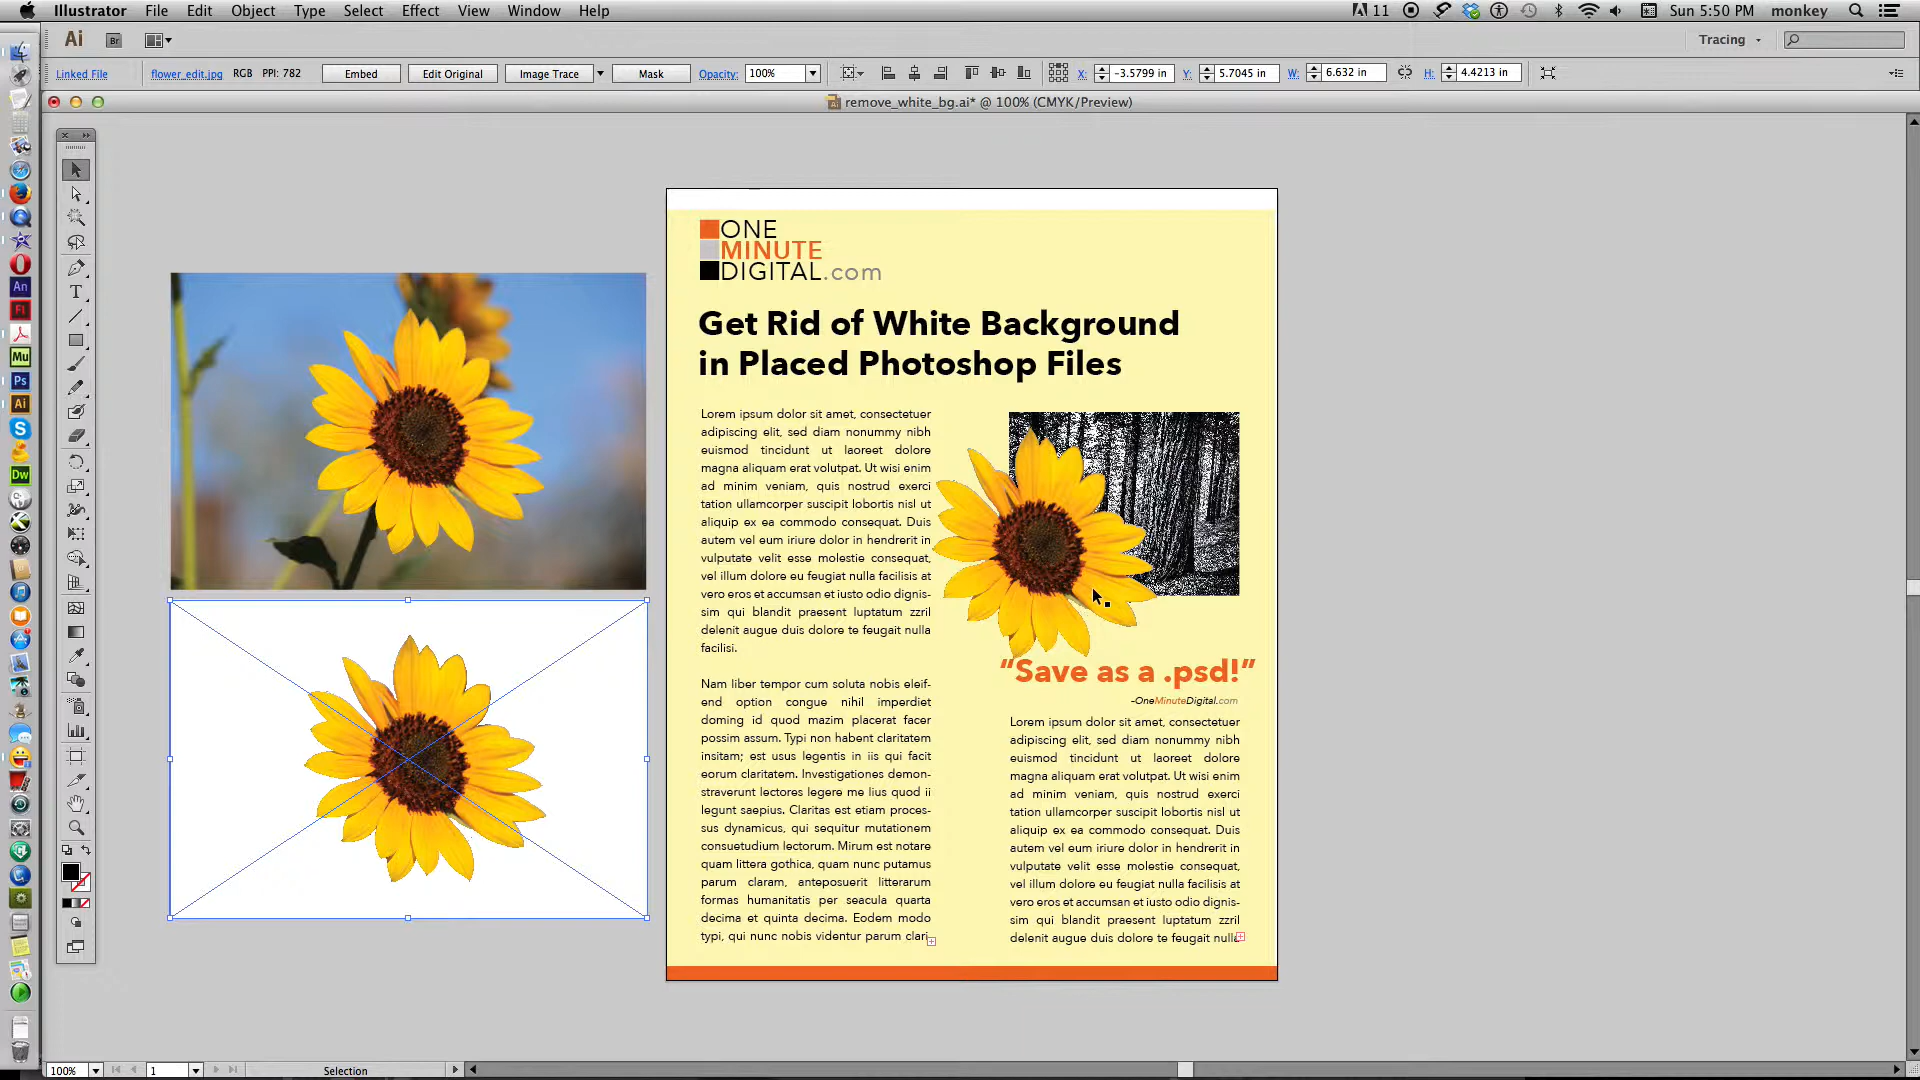 Illustrator File Edit Object Type Select Effect View Window Help
11 Sun 5:50 PM monkey
Ai Br Tracing
Linked File flower_edit.jpg RGB PPI: 782 Embed Edit Original Image Trace Mask Opacity: 100% X: -3.5799 in Y: 5.7045 in W: 6.632 in H: 4.4213 in
remove_white_bg.ai* @ 100% (CMYK/Preview)
ONE
MINUTE
DIGITAL.com
Get Rid of White Background
in Placed Photoshop Files
Lorem ipsum dolor sit amet, consectetuer
adipiscing elit, sed diam nonummy nibh
euismod tincidunt ut laoreet dolore
magna aliquam erat volutpat. Ut wisi enim
ad minim veniam, quis nostrud exerci
tation ullamcorper suscipit lobortis nisl ut
aliquip ex ea commodo consequat. Duis
autem vel eum iriure dolor in hendrerit in
vulputate velit esse molestie consequat,
vel illum dolore eu feugiat nulla facilisis at
vero eros et accumsan et iusto odio dignis-
sim qui blandit praesent luptatum zzril
delenit augue duis dolore te feugait nulla
facilisi.
Nam liber tempor cum soluta nobis eleif-
end option congue nihil imperdiet
doming id quod mazim placerat facer
possim assum. Typi non habent claritatem
insitam; est usus legentis in iis qui facit
eorum claritatem. Investigationes demon-
straverunt lectores legere me lius quod ii
legunt saepius. Claritas est etiam proces-
sus dynamicus, qui sequitur mutationem
consuetudium lectorum. Mirum est notare
quam littera gothica, quam nunc putamus
parum claram, anteposuerit litterarum
formas humanitatis per seacula quarta
decima et quinta decima. Eodem modo
typi, qui nunc nobis videntur parum clari,
“Save as a .psd!”
-OneMinuteDigital.com
Lorem ipsum dolor sit amet, consectetuer
adipiscing elit, sed diam nonummy nibh
euismod tincidunt ut laoreet dolore
magna aliquam erat volutpat. Ut wisi enim
ad minim veniam, quis nostrud exerci
tation ullamcorper suscipit lobortis nisl ut
aliquip ex ea commodo consequat. Duis
autem vel eum iriure dolor in hendrerit in
vulputate velit esse molestie consequat,
vel illum dolore eu feugiat nulla facilisis at
vero eros et accumsan et iusto odio dignis-
sim qui blandit praesent luptatum zzril
delenit augue duis dolore te feugait nulla
An
Fl
Mu
Ps
Ai
Dw
T
100% 1 Selection